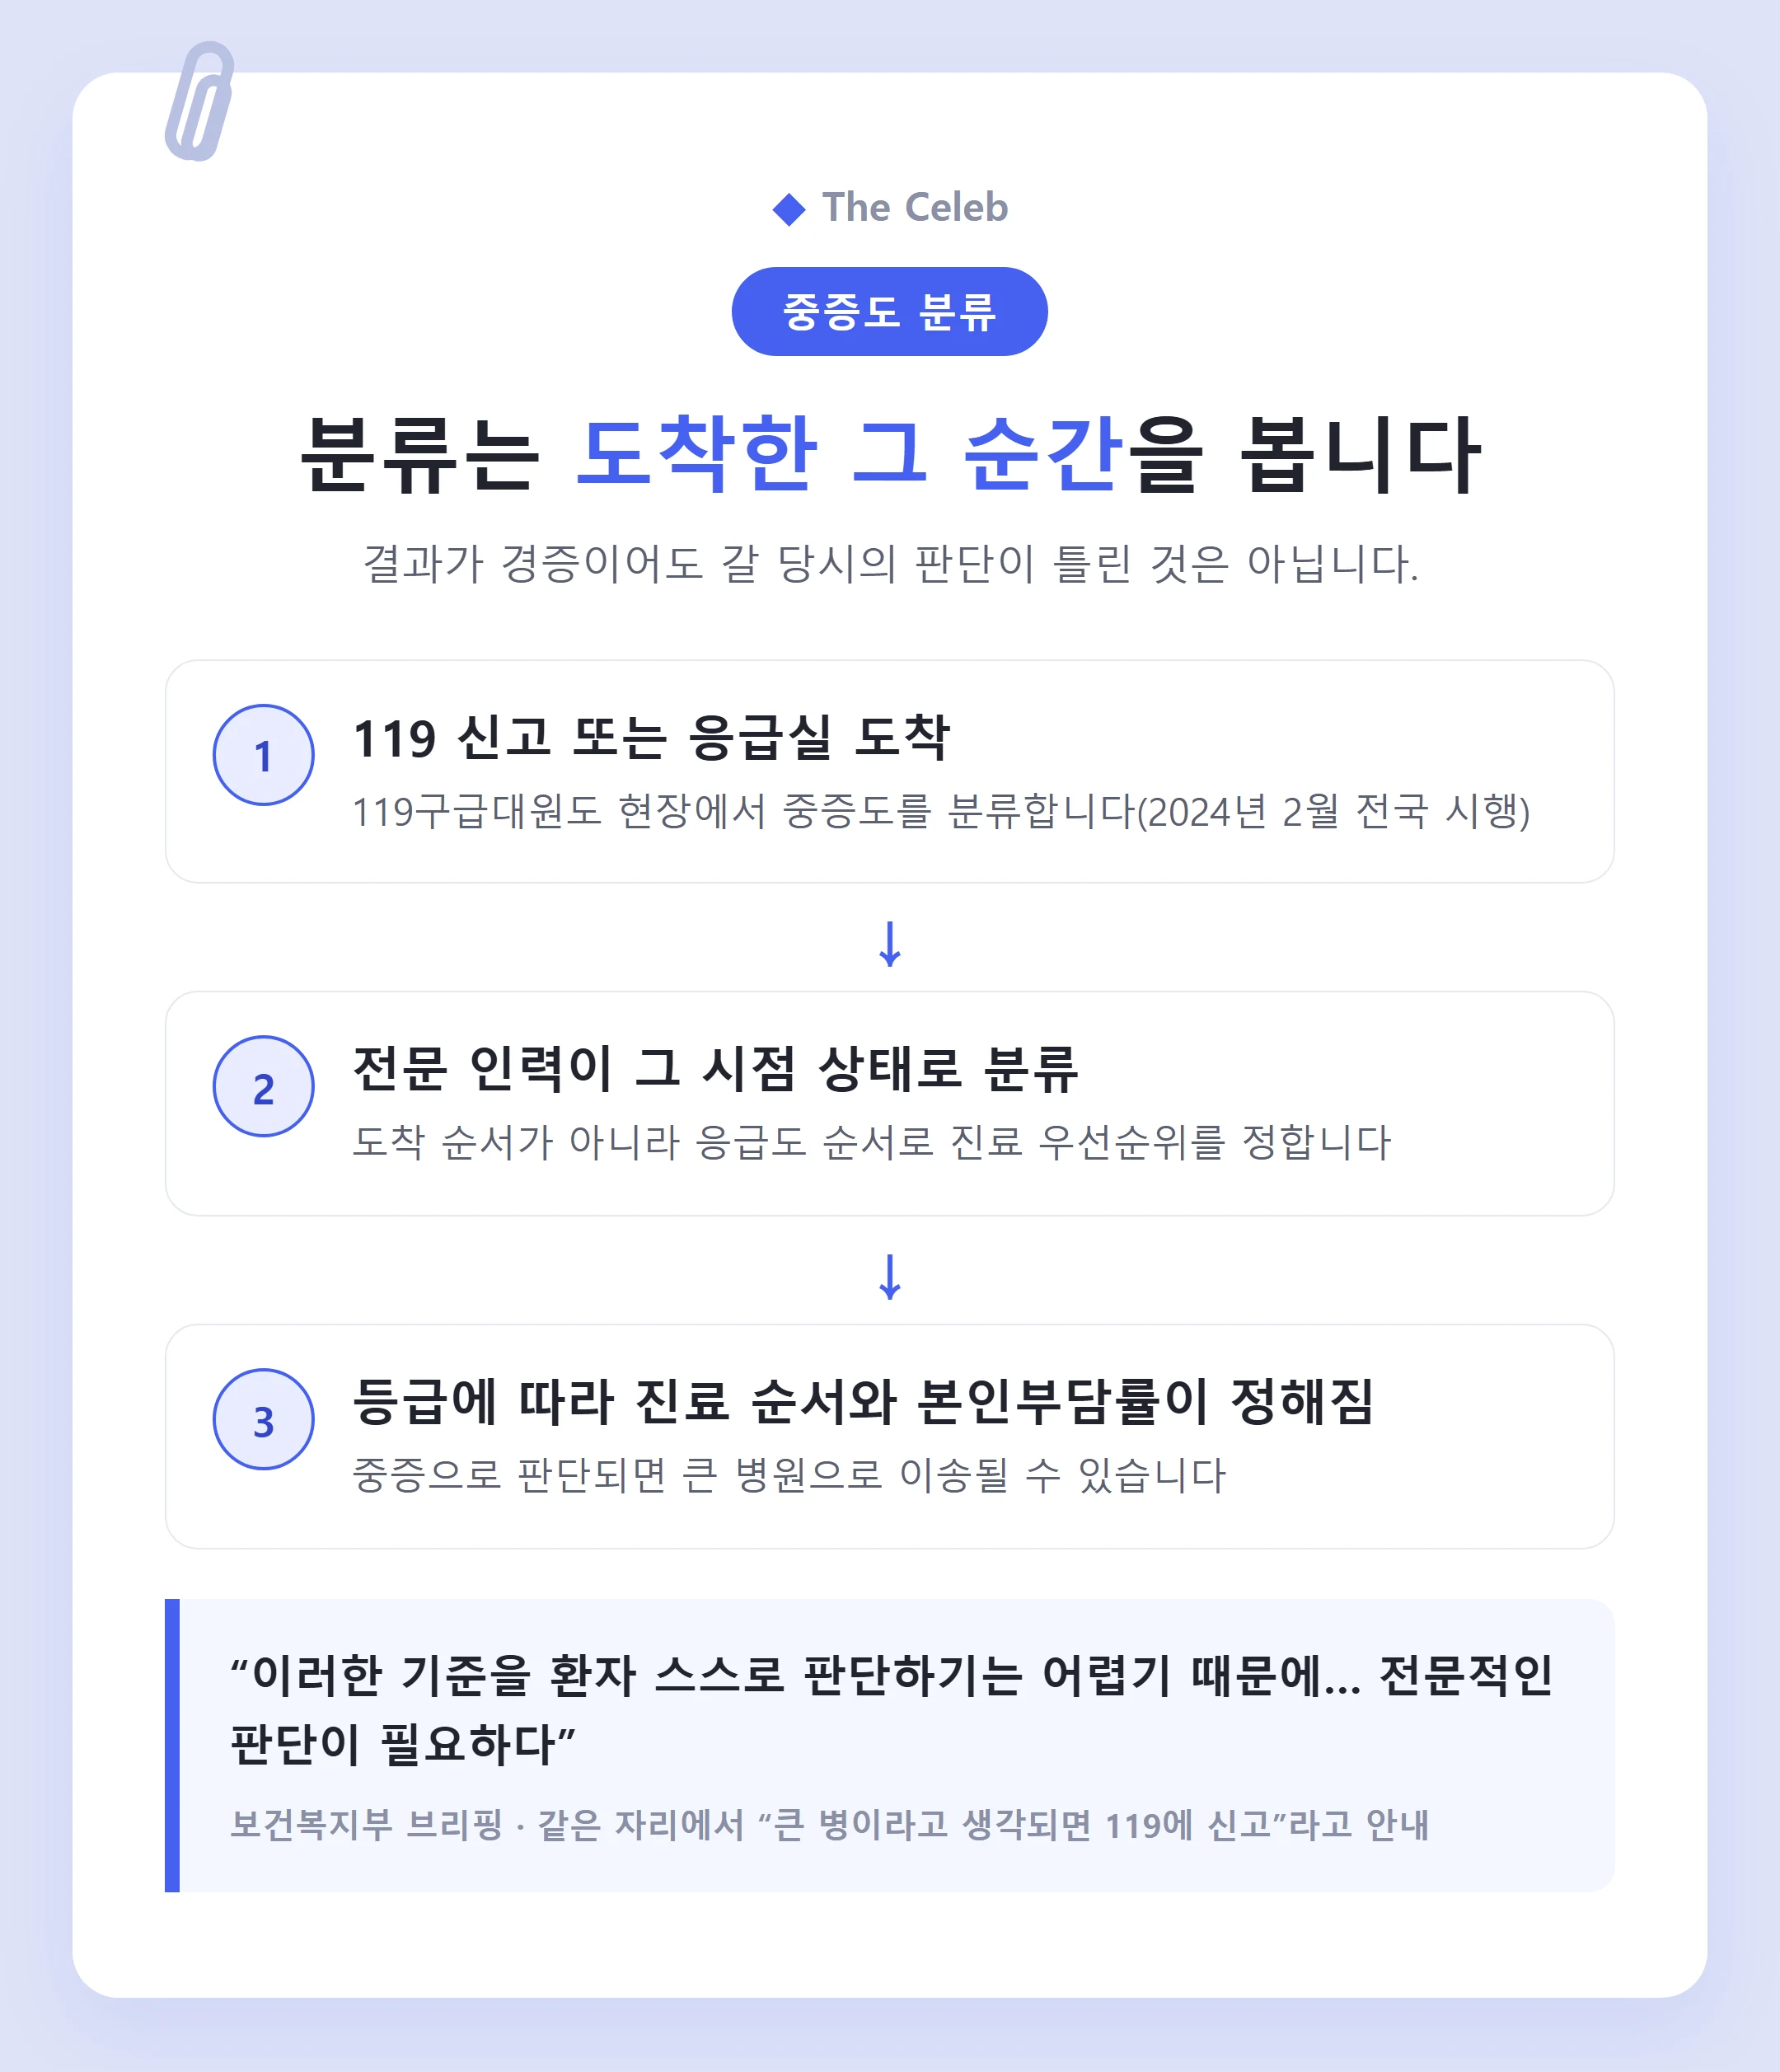 ◆ The Celeb
중증도 분류
분류는 도착한 그 순간을 봅니다
결과가 경증이어도 갈 당시의 판단이 틀린 것은 아닙니다.
1
119 신고 또는 응급실 도착
119구급대원도 현장에서 중증도를 분류합니다(2024년 2월 전국 시행)
↓
2
전문 인력이 그 시점 상태로 분류
도착 순서가 아니라 응급도 순서로 진료 우선순위를 정합니다
↓
3
등급에 따라 진료 순서와 본인부담률이 정해짐
중증으로 판단되면 큰 병원으로 이송될 수 있습니다
“이러한 기준을 환자 스스로 판단하기는 어렵기 때문에… 전문적인
판단이 필요하다”
보건복지부 브리핑 · 같은 자리에서 “큰 병이라고 생각되면 119에 신고”라고 안내